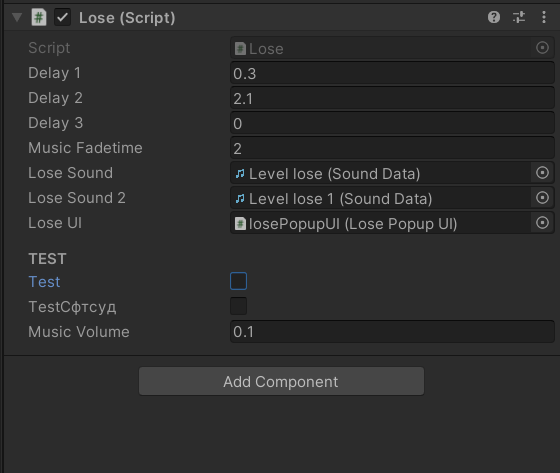 Lose (Script)
Script Lose
Delay 1 0.3
Delay 2 2.1
Delay 3 0
Music Fadetime 2
Lose Sound Level lose (Sound Data)
Lose Sound 2 Level lose 1 (Sound Data)
Lose UI losePopupUI (Lose Popup UI)
TEST
Test
TestСфтсуд
Music Volume 0.1
Add Component